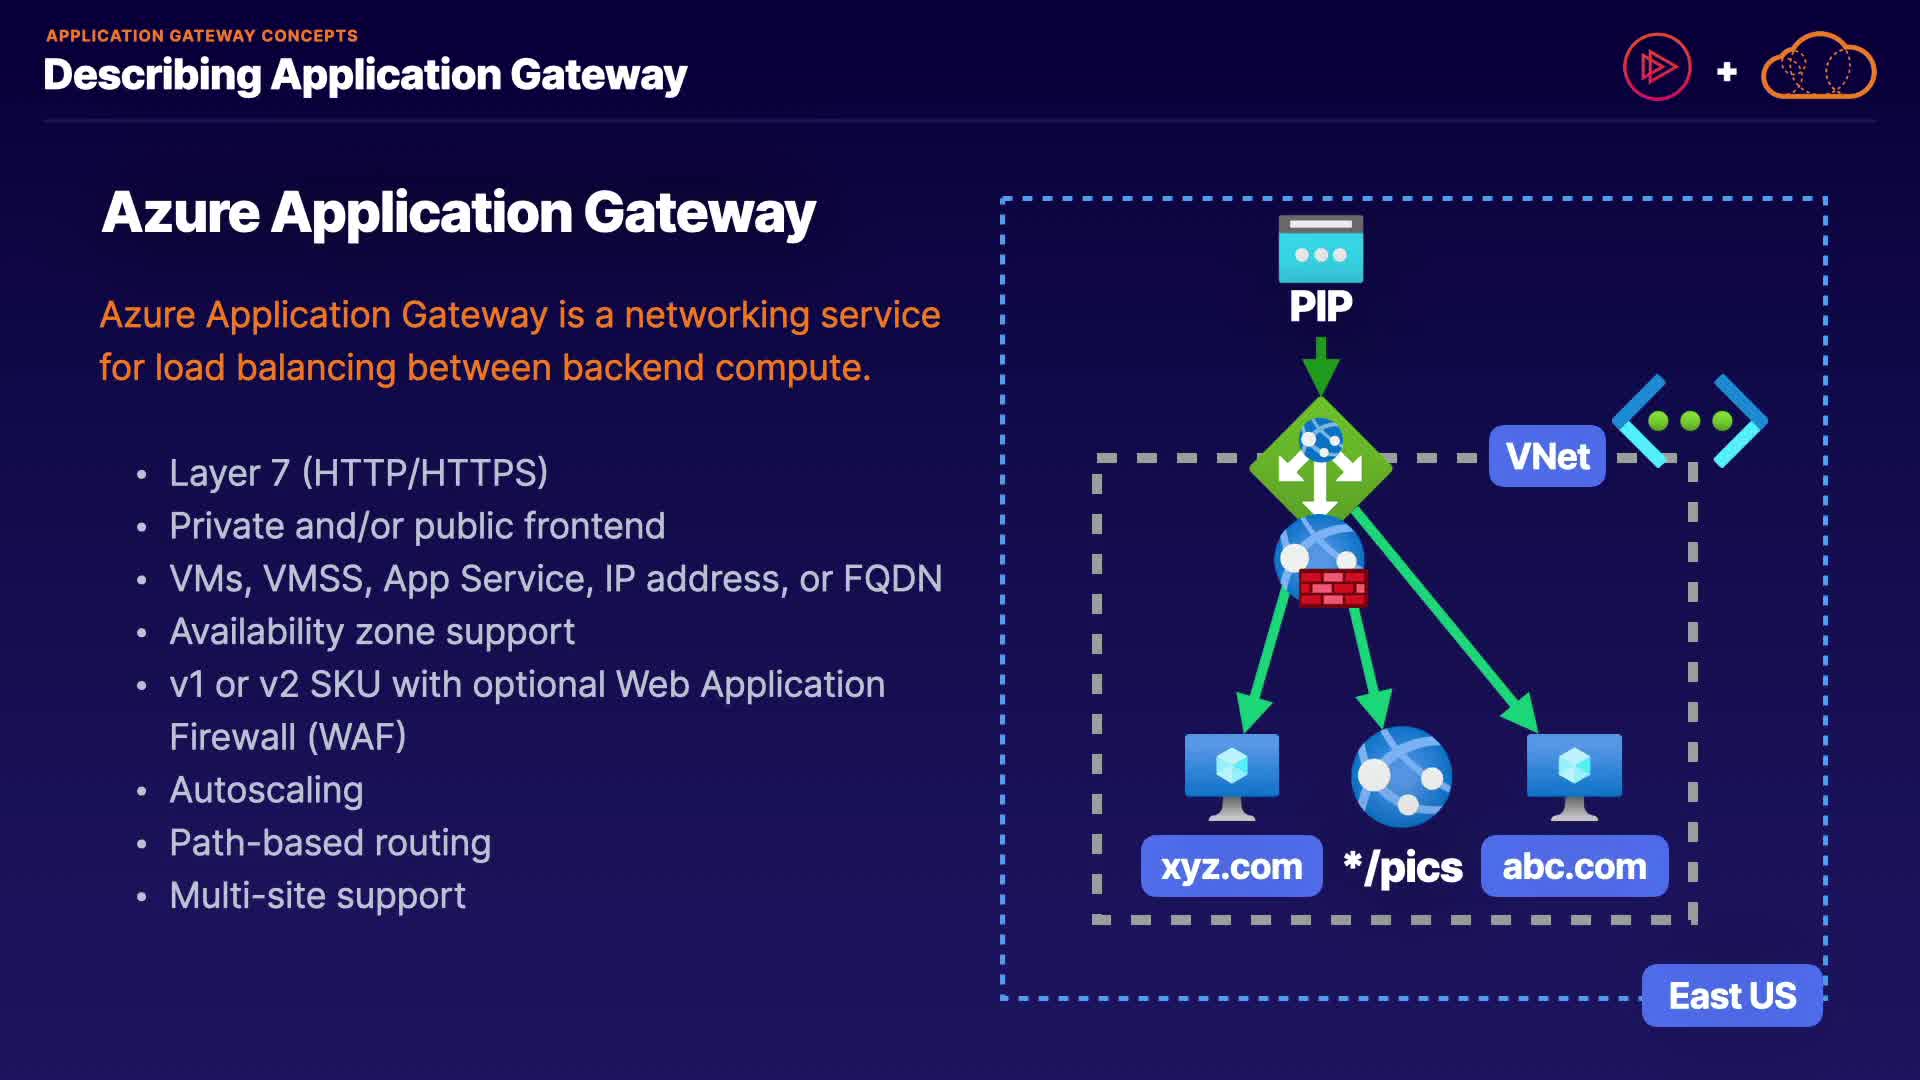 APPLICATION GATEWAY CONCEPTS
Describing Application Gateway
Azure Application Gateway
Azure Application Gateway is a networking service
for load balancing between backend compute.
• Layer 7 (HTTP/HTTPS)
• Private and/or public frontend
• VMs, VMSS, App Service, IP address, or FQDN
• Availability zone support
• v1 or v2 SKU with optional Web Application
Firewall (WAF)
• Autoscaling
• Path-based routing
• Multi-site support
PIP
VNet
xyz.com
*/pics
abc.com
East US